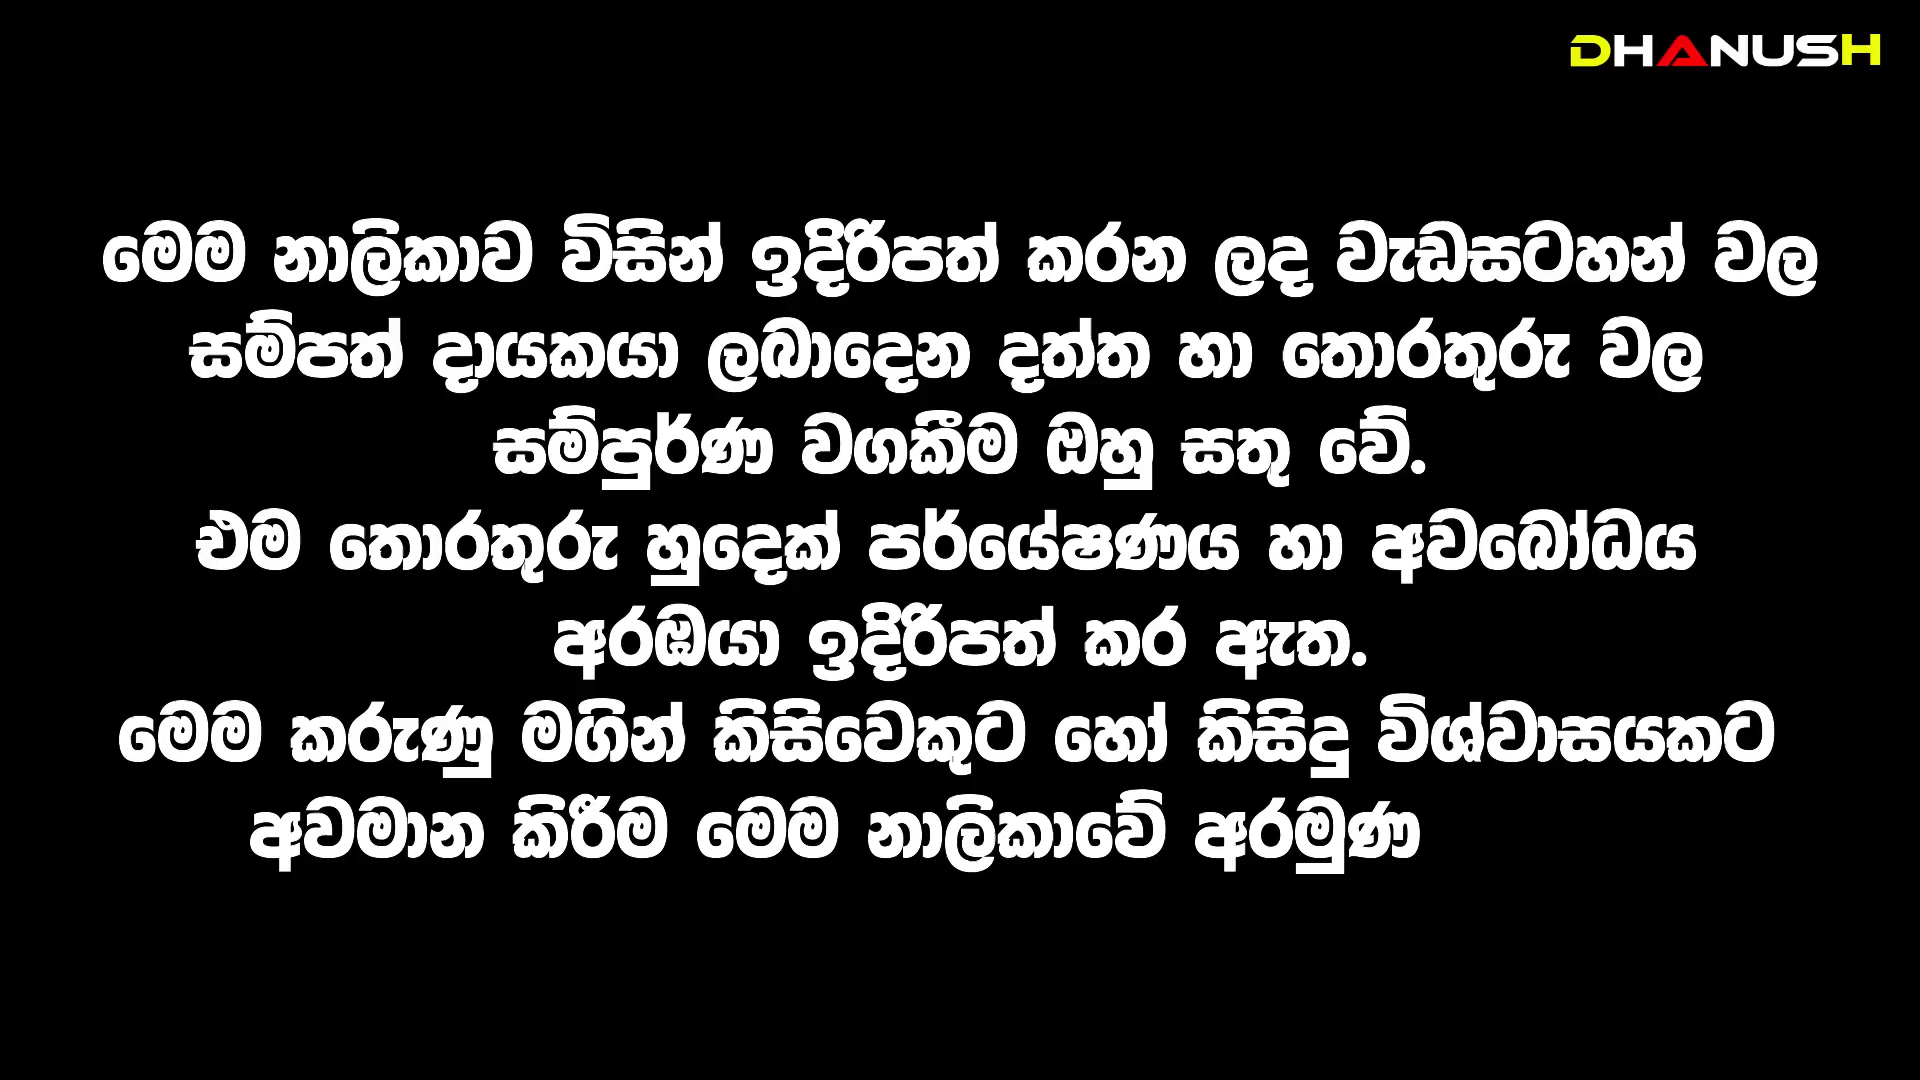 DHANUSH
මෙම නාලිකාව විසින් ඉදිරිපත් කරන ලද වැඩසටහන් වල
සම්පත් දායකයා ලබාදෙන දත්ත හා තොරතුරු වල
සම්පුර්ණ වගකීම ඔහු සතු වේ.
එම තොරතුරු හුදෙක් පර්යේෂණය හා අවබෝධය
අරඹයා ඉදිරිපත් කර ඇත.
මෙම කරුණු මගින් කිසිවෙකුට හෝ කිසිදු විශ්වාසයකට
අවමාන කිරීම මෙම නාලිකාවේ අරමුණ